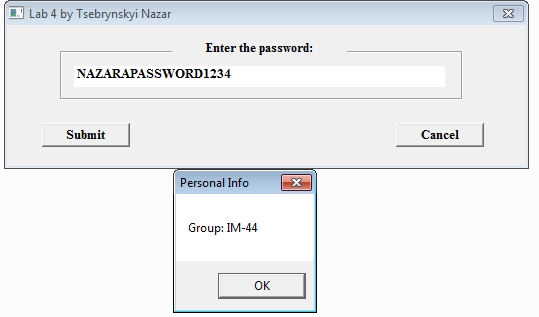 Lab 4 by Tsebrynskyi Nazar
Enter the password:
NAZARAPASSWORD1234
Submit
Cancel
Personal Info
Group: IM-44
OK